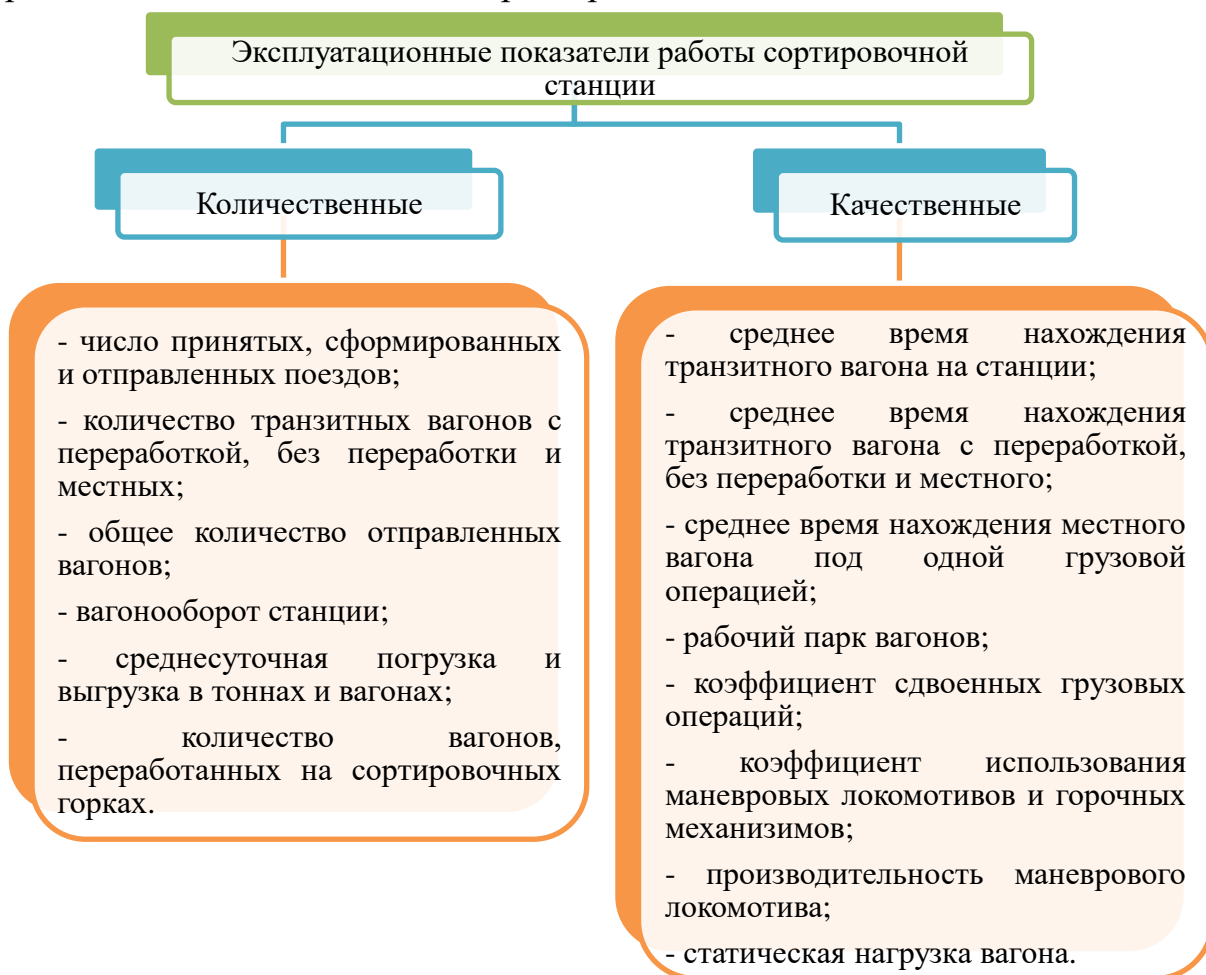 Эксплуатационные показатели работы сортировочной
станции
Количественные
Качественные
- число принятых, сформированных
и отправленных поездов;
- количество транзитных вагонов с
переработкой, без переработки и
местных;
- общее количество отправленных
вагонов;
- вагонооборот станции;
- среднесуточная погрузка и
выгрузка в тоннах и вагонах;
- количество вагонов,
переработанных на сортировочных
горках.
- среднее время нахождения
транзитного вагона на станции;
- среднее время нахождения
транзитного вагона с переработкой,
без переработки и местного;
- среднее время нахождения местного
вагона под одной грузовой
операцией;
- рабочий парк вагонов;
- коэффициент сдвоенных грузовых
операций;
- коэффициент использования
маневровых локомотивов и горочных
механизимов;
- производительность маневрового
локомотива;
- статическая нагрузка вагона.